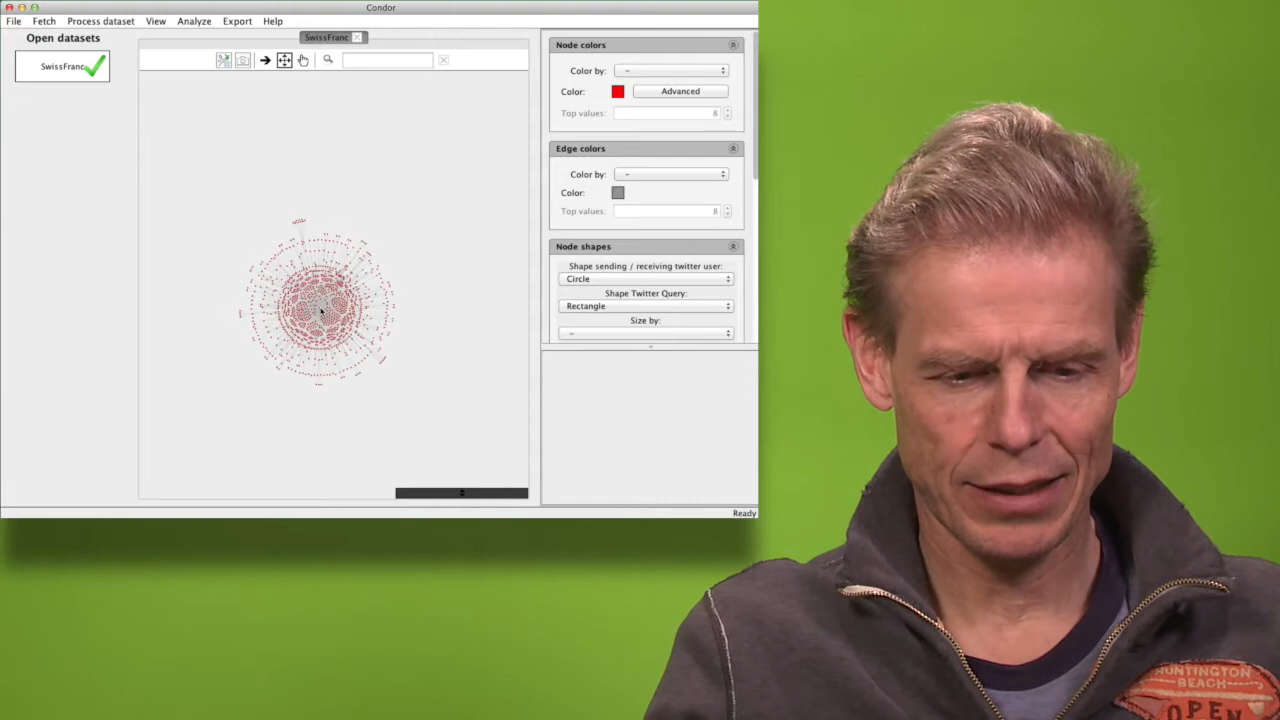 Condor
File Fetch Process dataset View Analyze Export Help
Open datasets
SwissFranc
SwissFranc
Node colors
Color by: –
Color: Advanced
Top values: 8
Edge colors
Color by: –
Color:
Top values: 8
Node shapes
Shape sending / receiving twitter user:
Circle
Shape Twitter Query:
Rectangle
Size by:
–
Ready
HUNTINGTON
BEACH
OPEN